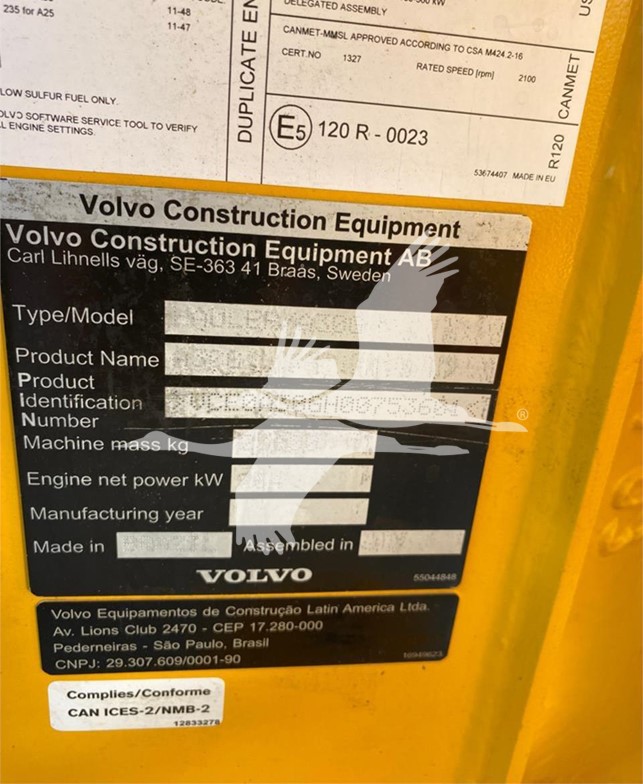 235 for A25
11-48
11-47
LOW SULFUR FUEL ONLY.
SOFTWARE SERVICE TOOL TO VERIFY
ENGINE SETTINGS.
DUPLICATE
DELEGATED ASSEMBLY
CANMET-MMSL APPROVED ACCORDING TO CSA M424.2-16
CERT.NO 1327 RATED SPEED [rpm] 2100
E5 120 R - 0023
53674407 MADE IN EU
R120 CANMET
US
Volvo Construction Equipment
Volvo Construction Equipment AB
Carl Lihnells väg, SE-363 41 Braås, Sweden
Type/Model
Product Name
Product
Identification
Number
®
Machine mass kg
Engine net power kW
Manufacturing year
Made in
Assembled in
VOLVO
55044848
Volvo Equipamentos de Construção Latin America Ltda.
Av. Lions Club 2470 - CEP 17.280-000
Pederneiras - São Paulo, Brasil
CNPJ: 29.307.609/0001-90
16949623
Complies/Conforme
CAN ICES-2/NMB-2
12833278